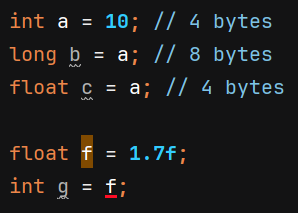 int a = 10; // 4 bytes
long b = a; // 8 bytes
float c = a; // 4 bytes
float f = 1.7f;
int g = f;